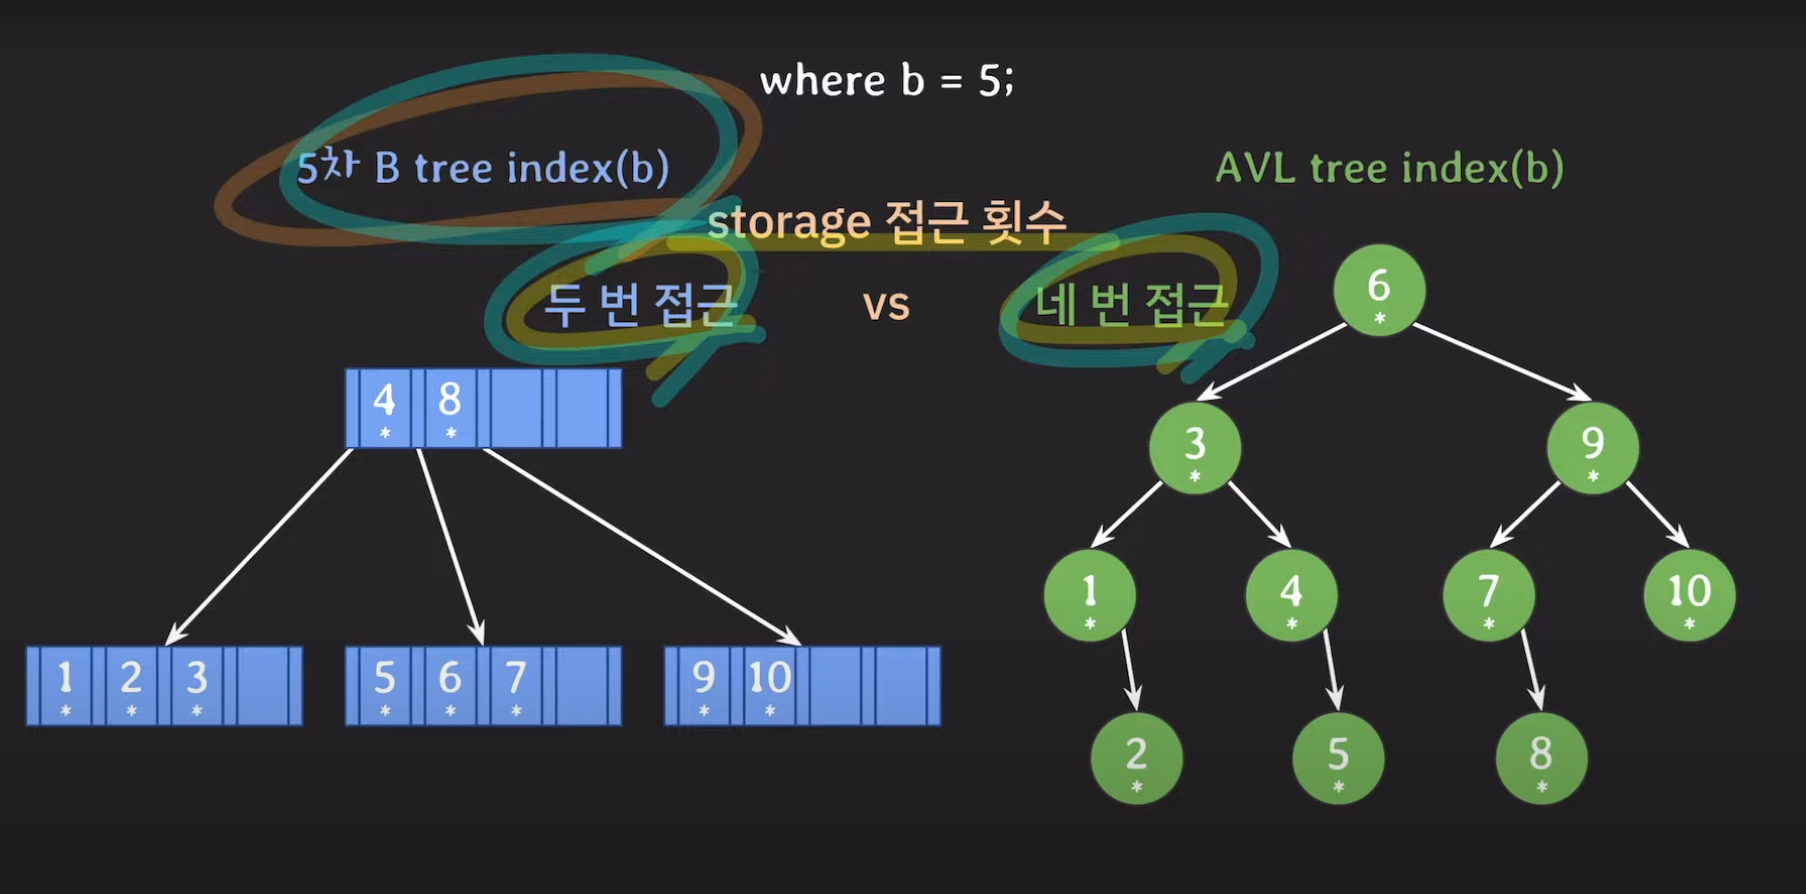 where b = 5;
5차 B tree index(b)
AVL tree index(b)
storage 접근 횟수
두 번 접근 vs 네 번 접근
6
*
4 8
* *
3 9
* *
1 4 7 10
* * * *
1 2 3 5 6 7 9 10
* * * * * * * *
2 5 8
* * *